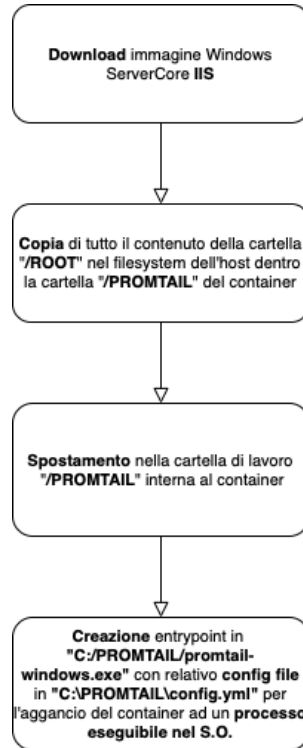 Download immagine Windows
ServerCore IIS
Copia di tutto il contenuto della cartella
"/ROOT" nel filesystem dell'host dentro
la cartella "/PROMTAIL" del container
Spostamento nella cartella di lavoro
"/PROMTAIL" interna al container
Creazione entrypoint in
"C:/PROMTAIL/promtail-
windows.exe" con relativo config file
in "C:\PROMTAIL\config.yml" per
l'aggancio del container ad un processo
eseguibile nel S.O.